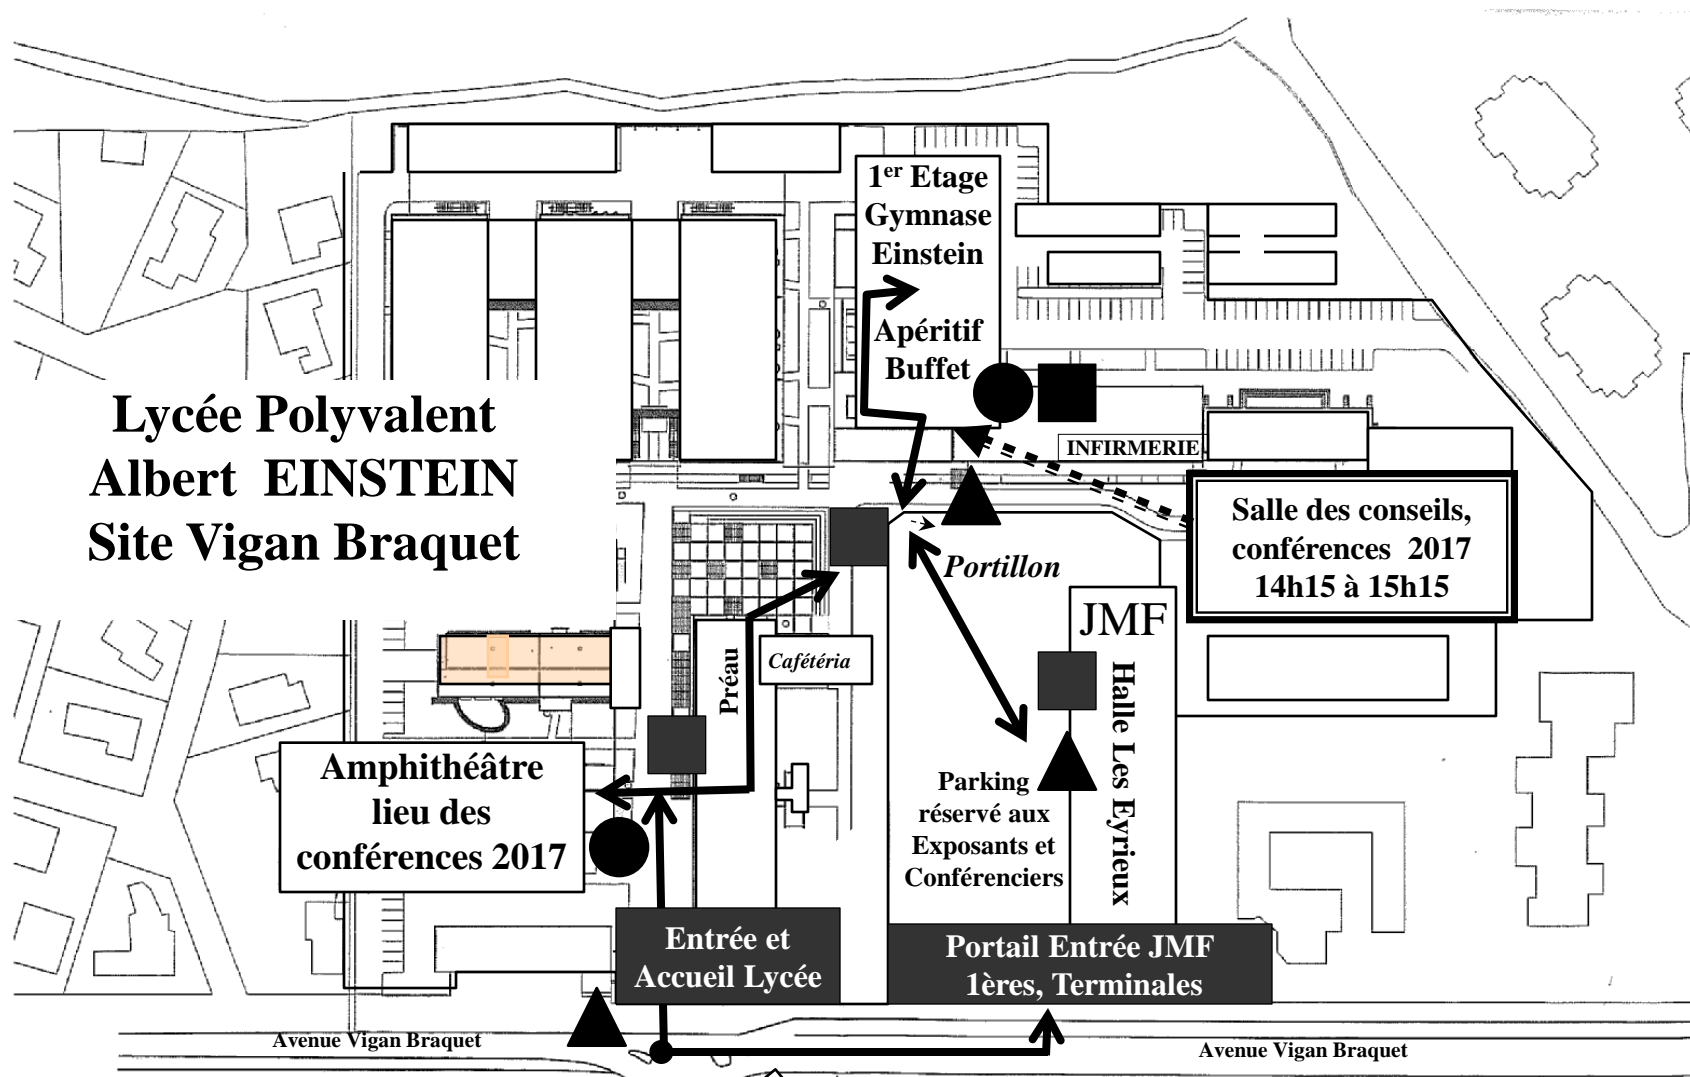 1er Etage
Gymnase
Einstein
Apéritif
Buffet
Lycée Polyvalent
Albert EINSTEIN
Site Vigan Braquet
INFIRMERIE
Salle des conseils,
conférences 2017
14h15 à 15h15
Portillon
JMF
Halle Les Eyrieux
Préau
Cafétéria
Amphithéâtre
lieu des
conférences 2017
Parking
réservé aux
Exposants et
Conférenciers
Entrée et
Accueil Lycée
Portail Entrée JMF
1ères, Terminales
Avenue Vigan Braquet
Avenue Vigan Braquet